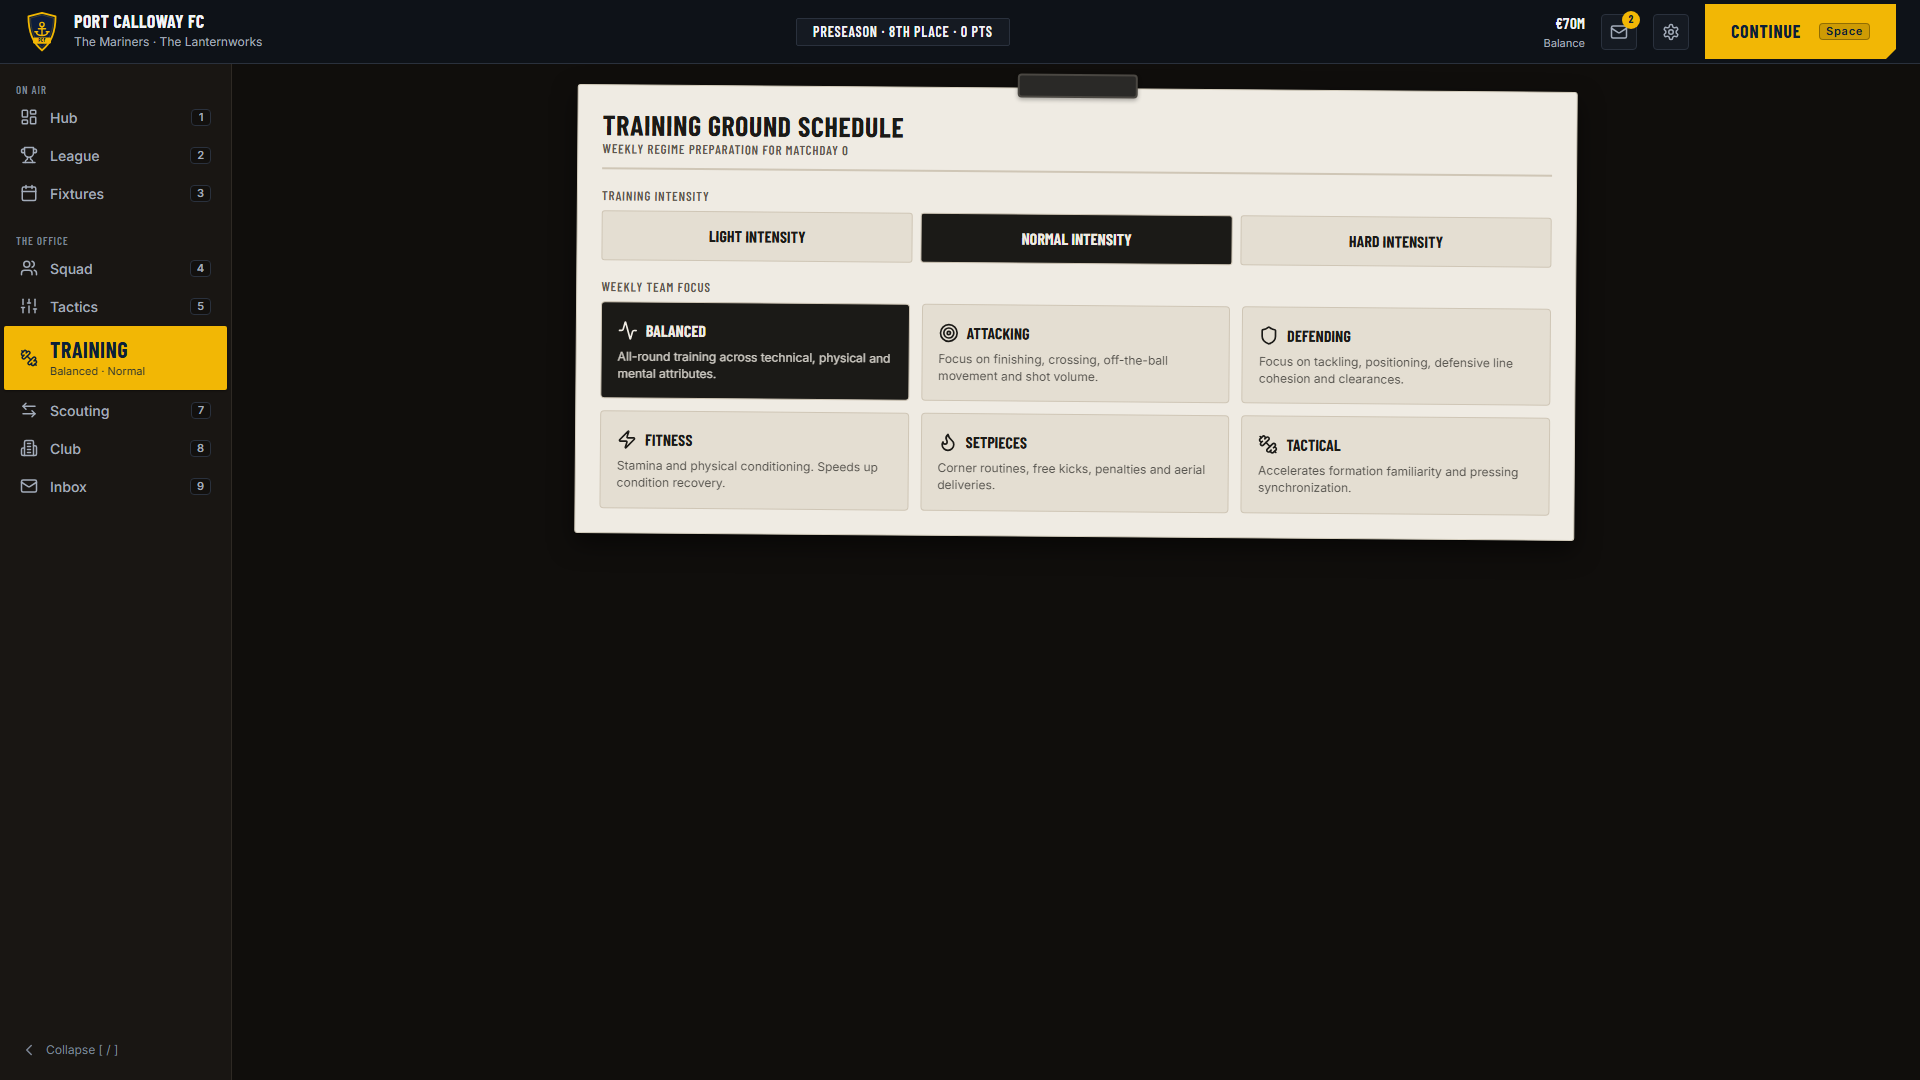 PORT CALLOWAY FC
The Mariners · The Lanternworks
PRESEASON · 8TH PLACE · 0 PTS
€70M
Balance
2
CONTINUE Space
ON AIR
Hub 1
League 2
Fixtures 3
THE OFFICE
Squad 4
Tactics 5
TRAINING
Balanced · Normal
Scouting 7
Club 8
Inbox 9
Collapse [ / ]
TRAINING GROUND SCHEDULE
WEEKLY REGIME PREPARATION FOR MATCHDAY 0
TRAINING INTENSITY
LIGHT INTENSITY
NORMAL INTENSITY
HARD INTENSITY
WEEKLY TEAM FOCUS
BALANCED
All-round training across technical, physical and
mental attributes.
ATTACKING
Focus on finishing, crossing, off-the-ball
movement and shot volume.
DEFENDING
Focus on tackling, positioning, defensive line
cohesion and clearances.
FITNESS
Stamina and physical conditioning. Speeds up
condition recovery.
SETPIECES
Corner routines, free kicks, penalties and aerial
deliveries.
TACTICAL
Accelerates formation familiarity and pressing
synchronization.